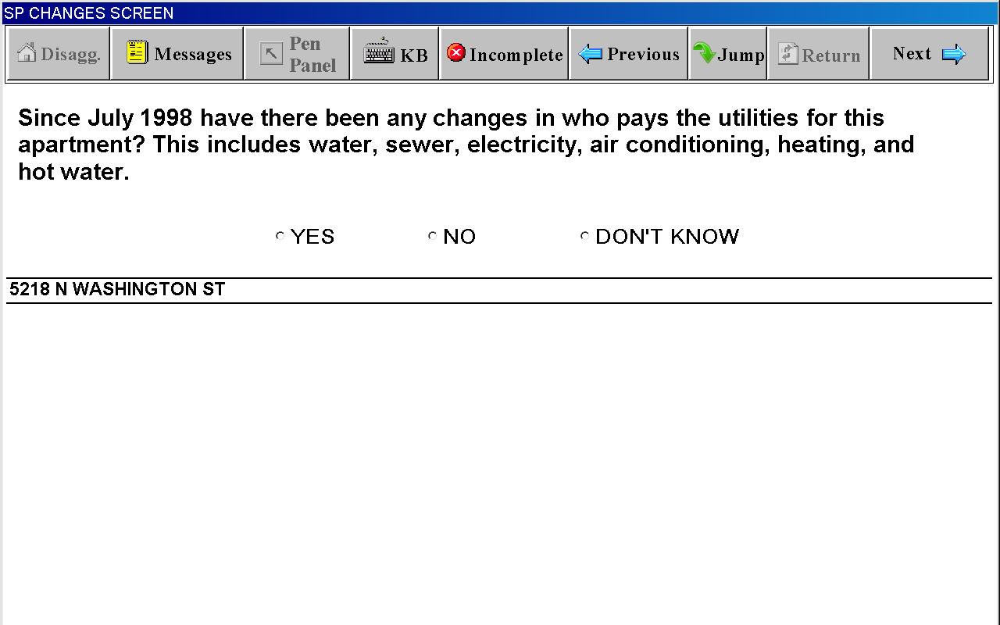 SP CHANGES SCREEN
Disagg. Messages Pen Panel KB Incomplete Previous Jump Return Next
Since July 1998 have there been any changes in who pays the utilities for this
apartment? This includes water, sewer, electricity, air conditioning, heating, and
hot water.
YES NO DON'T KNOW
5218 N WASHINGTON ST